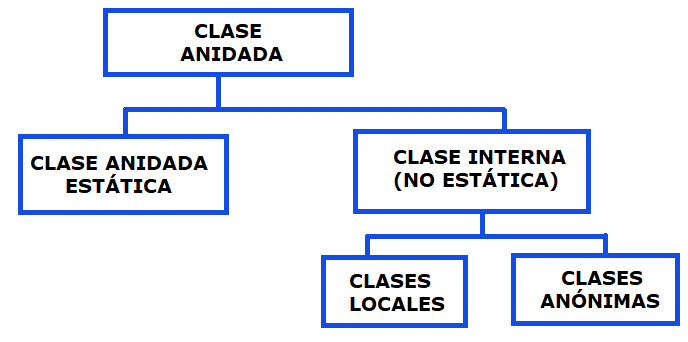 CLASE
ANIDADA
CLASE ANIDADA
ESTÁTICA
CLASE INTERNA
(NO ESTÁTICA)
CLASES
LOCALES
CLASES
ANÓNIMAS